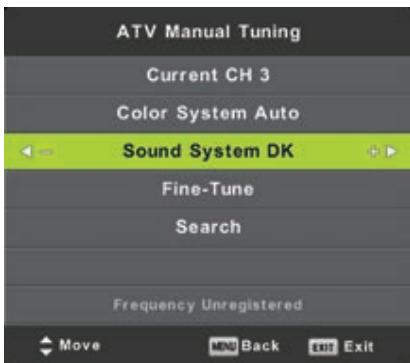 ATV Manual Tuning
Current CH 3
Color System Auto
Sound System DK
Fine-Tune
Search
Frequency Unregistered
Move MENU Back EXIT Exit